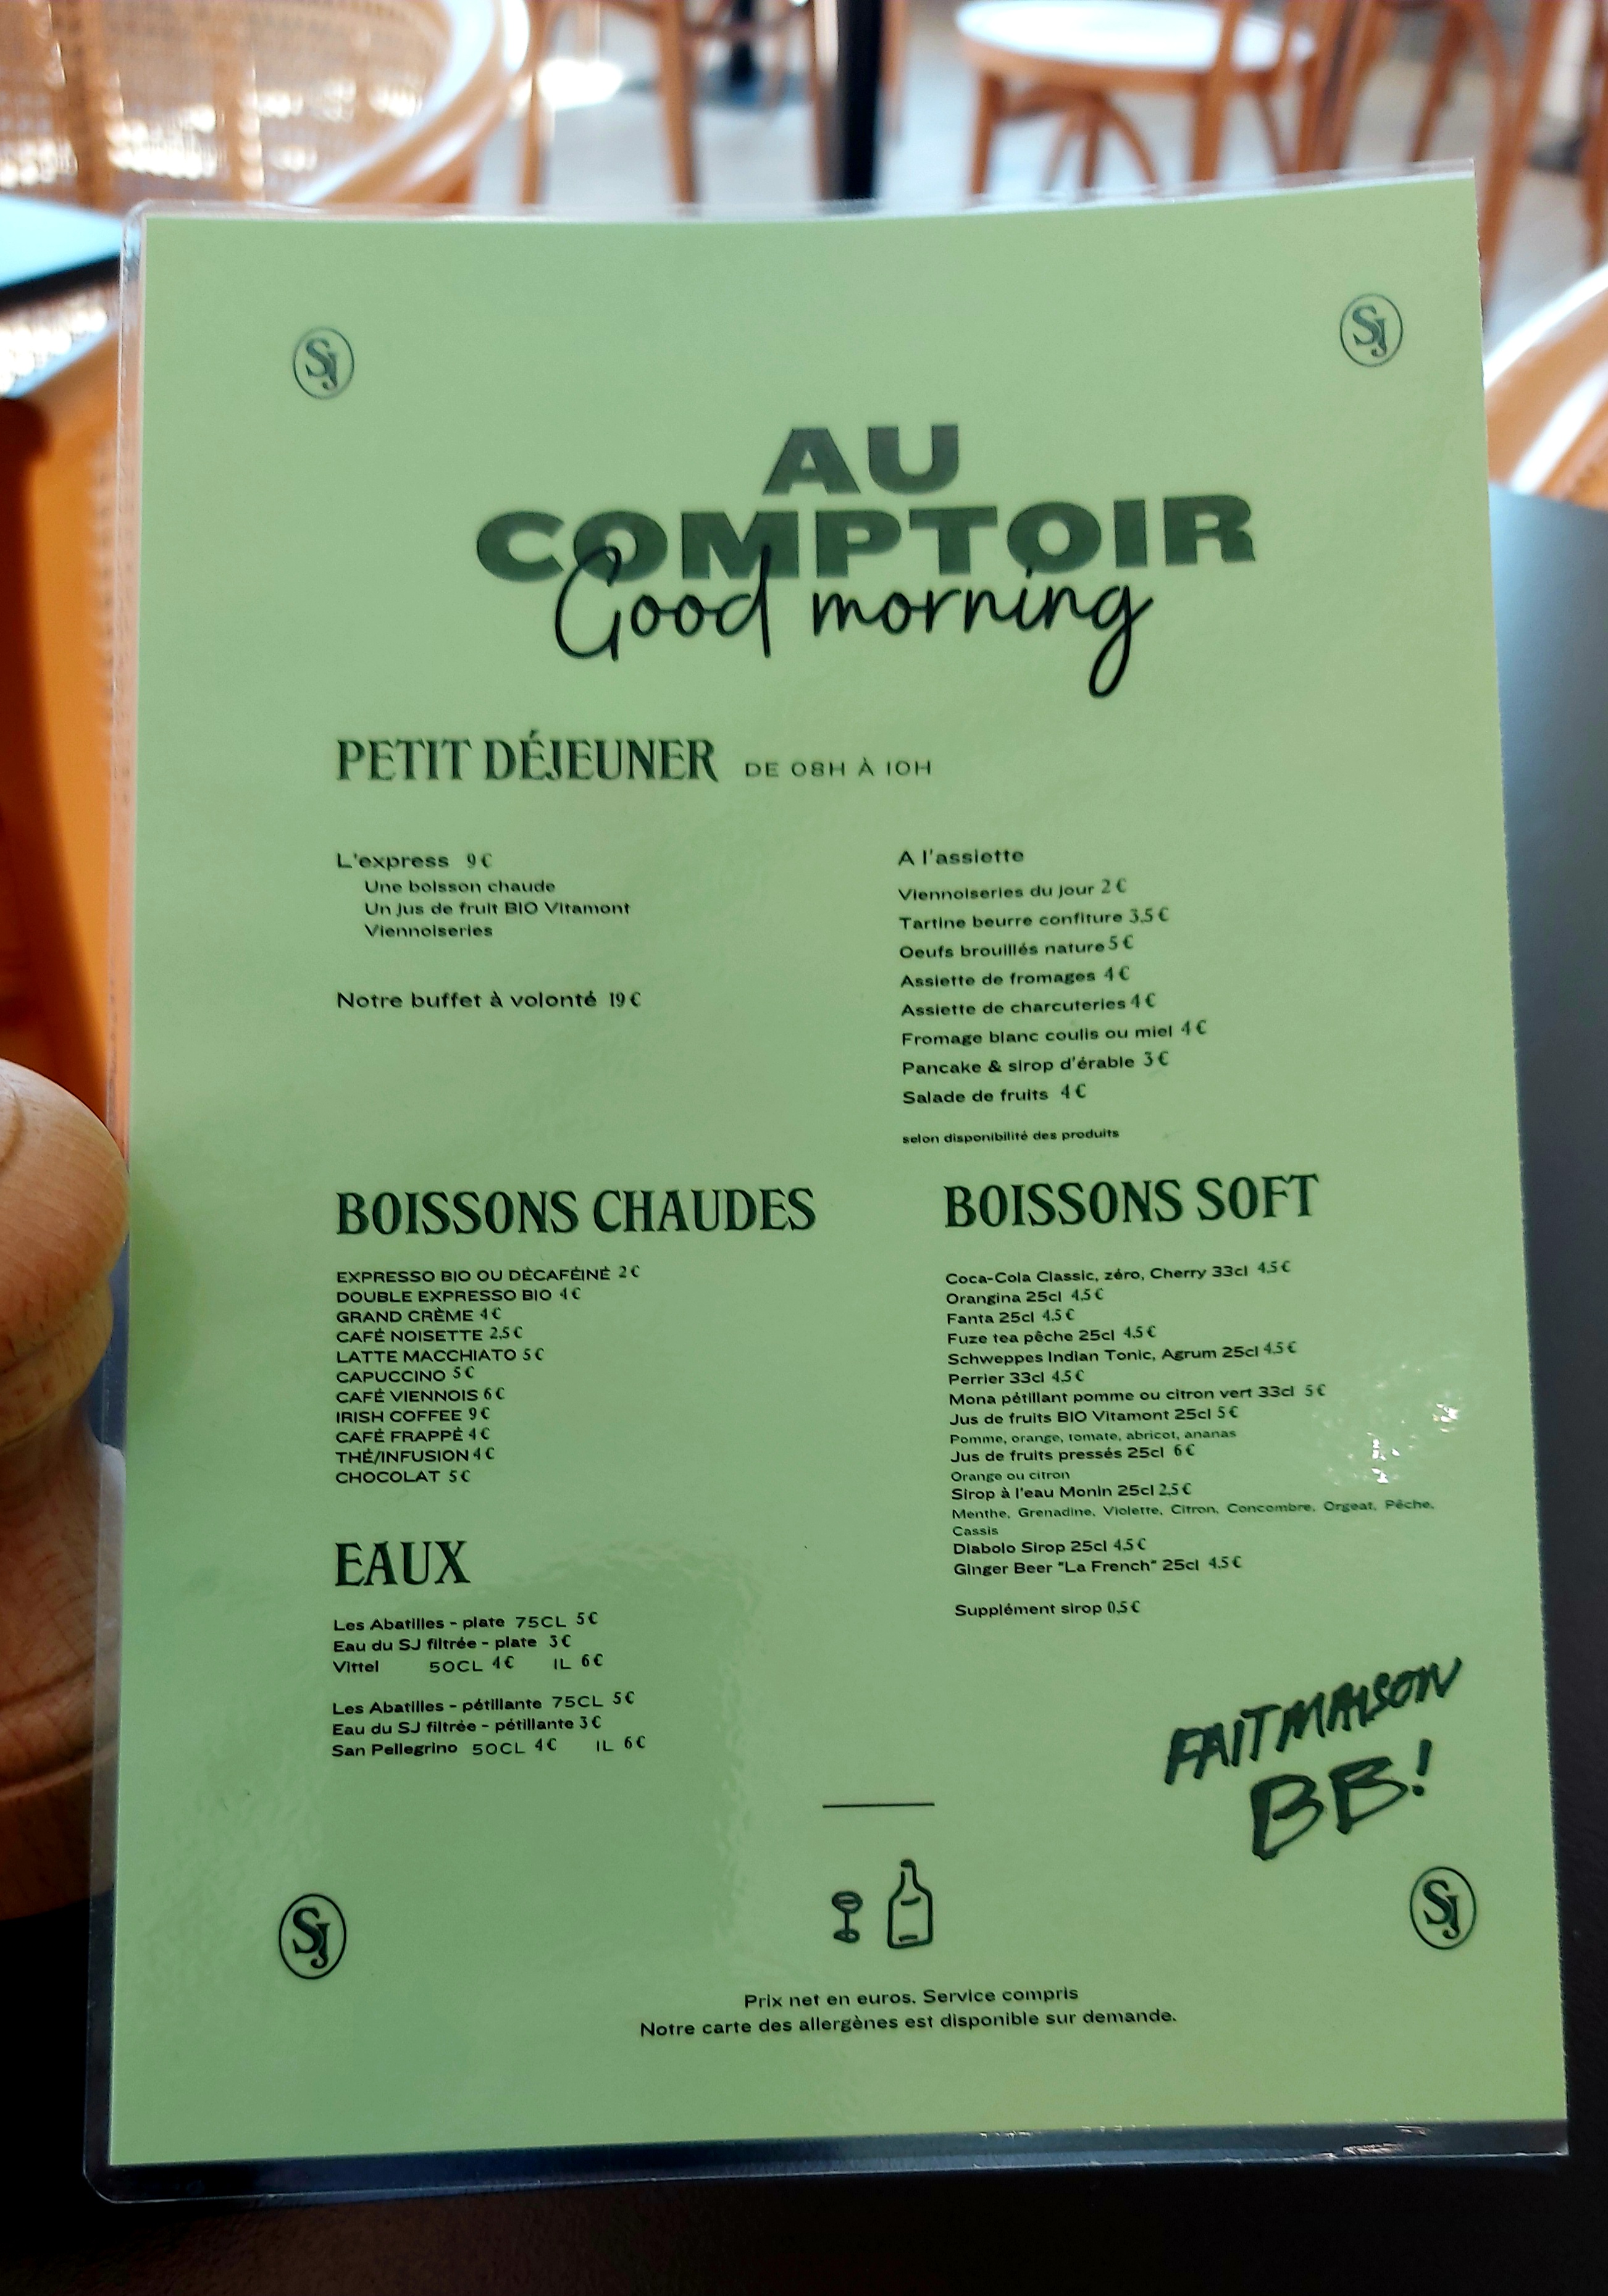 SJ
SJ
AU
COMPTOIR
Good morning
PETIT DÉJEUNER DE 08H À 10H
L'express 9 €
Une boisson chaude
Un jus de fruit BIO Vitamont
Viennoiseries
Notre buffet à volonté 19 €
A l'assiette
Viennoiseries du jour 2 €
Tartine beurre confiture 3,5 €
Oeufs brouillés nature 5 €
Assiette de fromages 4 €
Assiette de charcuteries 4 €
Fromage blanc coulis ou miel 4 €
Pancake & sirop d'érable 3 €
Salade de fruits 4 €
selon disponibilité des produits
BOISSONS CHAUDES
EXPRESSO BIO OU DÉCAFÉINÉ 2 €
DOUBLE EXPRESSO BIO 4 €
GRAND CRÈME 4 €
CAFÉ NOISETTE 2,5 €
LATTE MACCHIATO 5 €
CAPUCCINO 5 €
CAFÉ VIENNOIS 6 €
IRISH COFFEE 9 €
CAFÉ FRAPPÉ 4 €
THÉ/INFUSION 4 €
CHOCOLAT 5 €
EAUX
Les Abatilles - plate 75CL 5 €
Eau du SJ filtrée - plate 3 €
Vittel 50CL 4 € 1L 6 €
Les Abatilles - pétillante 75CL 5 €
Eau du SJ filtrée - pétillante 3 €
San Pellegrino 50CL 4 € 1L 6 €
BOISSONS SOFT
Coca-Cola Classic, zéro, Cherry 33cl 4,5 €
Orangina 25cl 4,5 €
Fanta 25cl 4,5 €
Fuze tea pêche 25cl 4,5 €
Schweppes Indian Tonic, Agrum 25cl 4,5 €
Perrier 33cl 4,5 €
Mona pétillant pomme ou citron vert 33cl 5 €
Jus de fruits BIO Vitamont 25cl 5 €
Pomme, orange, tomate, abricot, ananas
Jus de fruits pressés 25cl 6 €
Orange ou citron
Sirop à l'eau Monin 25cl 2,5 €
Menthe, Grenadine, Violette, Citron, Concombre, Orgeat, Pêche,
Cassis
Diabolo Sirop 25cl 4,5 €
Ginger Beer "La French" 25cl 4,5 €
Supplément sirop 0,5 €
FAIT MAISON
BB!
SJ
SJ
Prix net en euros. Service compris
Notre carte des allergènes est disponible sur demande.